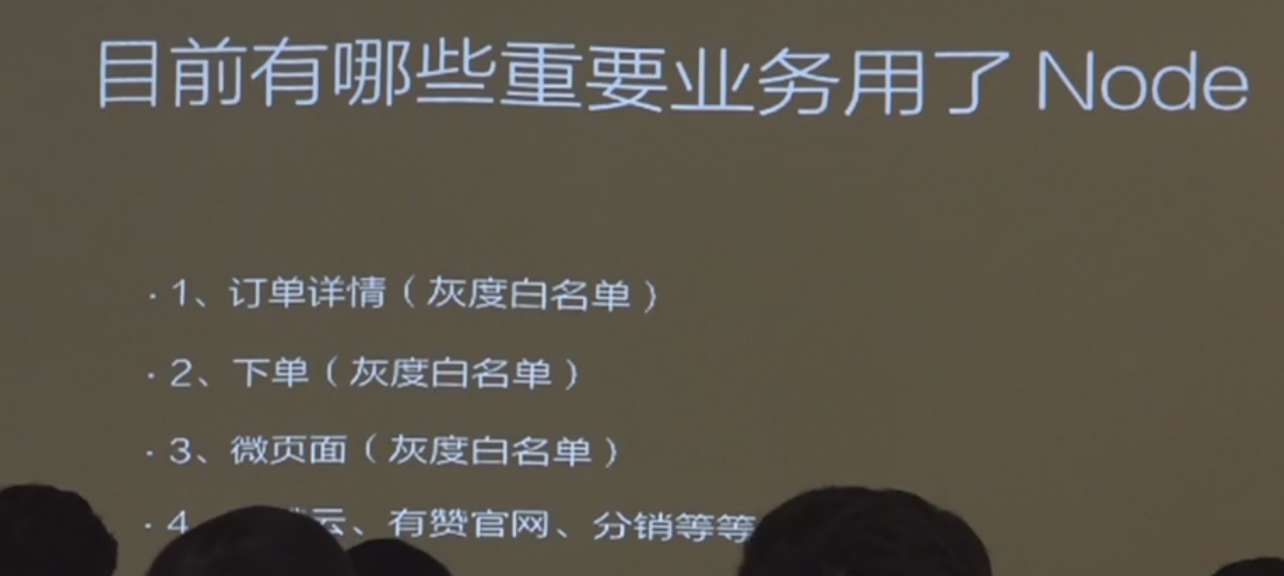 目前有哪些重要业务用了 Node
· 1、订单详情（灰度白名单）
· 2、下单（灰度白名单）
· 3、微页面（灰度白名单）
· 4 云、有赞官网、分销等等